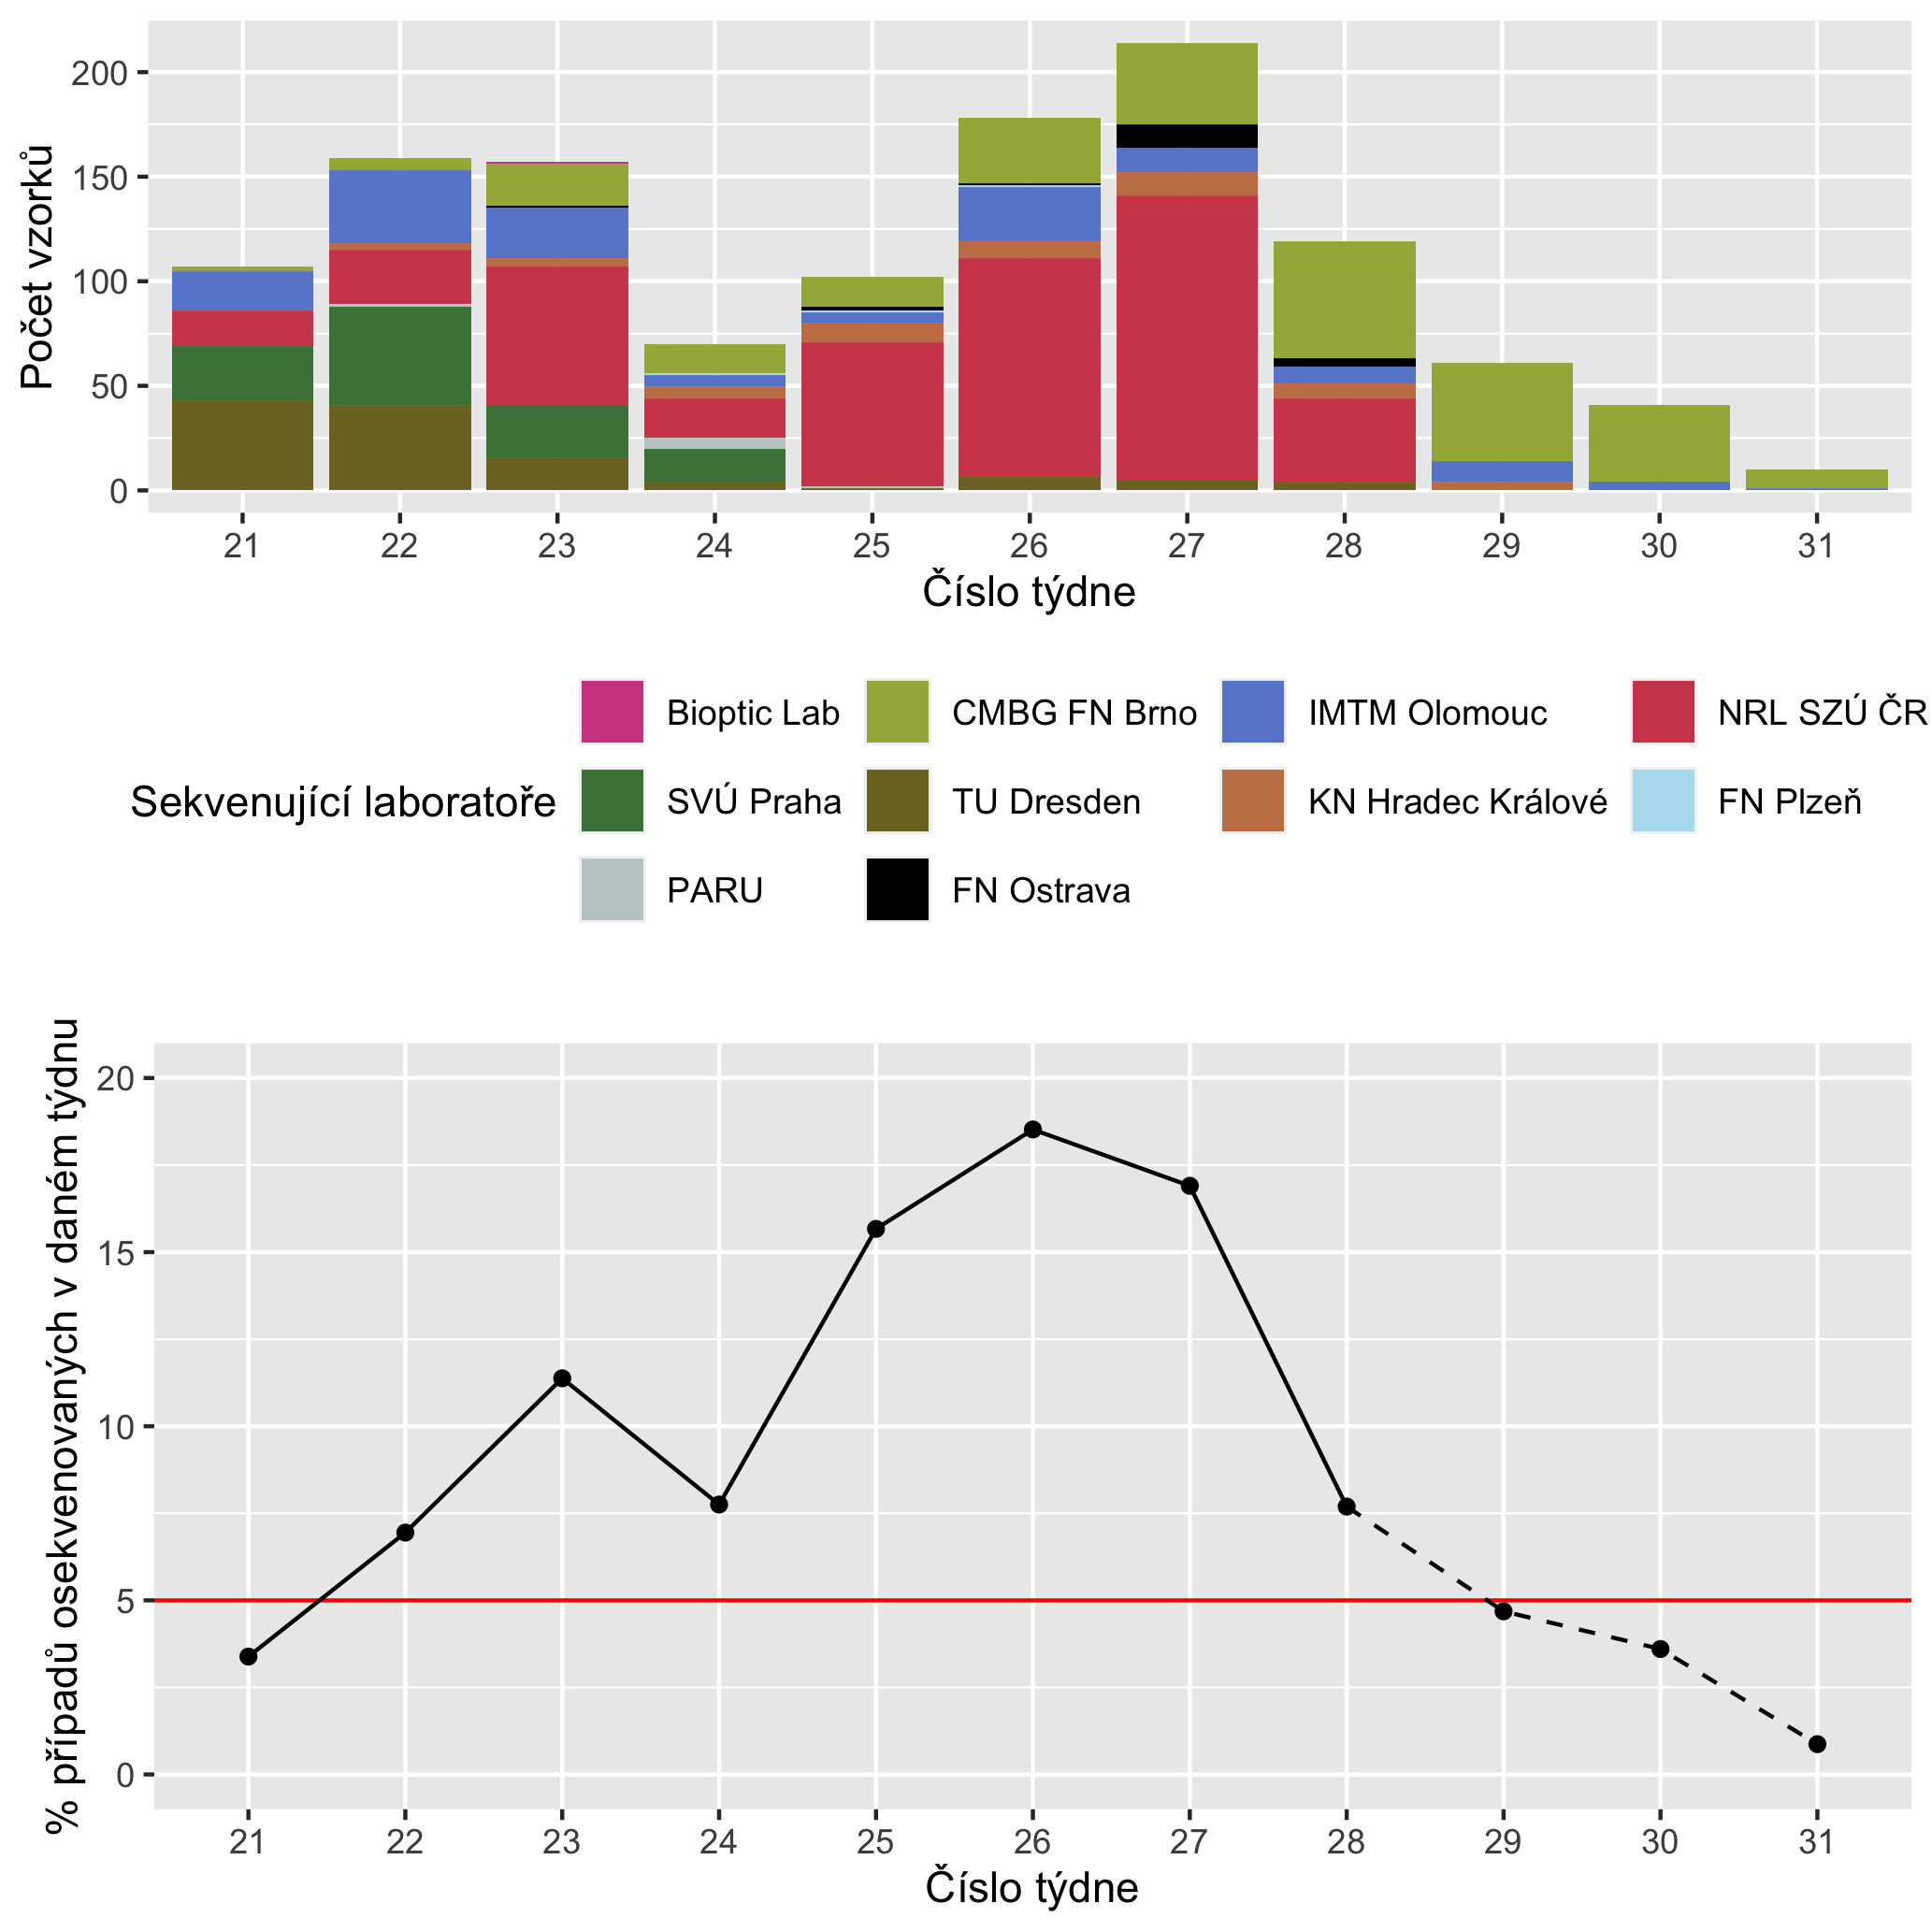 Počet vzorků
200
150
100
50
0
21 22 23 24 25 26 27 28 29 30 31
Číslo týdne
Sekvenující laboratoře
Bioptic Lab CMBG FN Brno IMTM Olomouc NRL SZÚ ČR
SVÚ Praha TU Dresden KN Hradec Králové FN Plzeň
PARU FN Ostrava
% případů osekvenovaných v daném týdnu
20
15
10
5
0
21 22 23 24 25 26 27 28 29 30 31
Číslo týdne